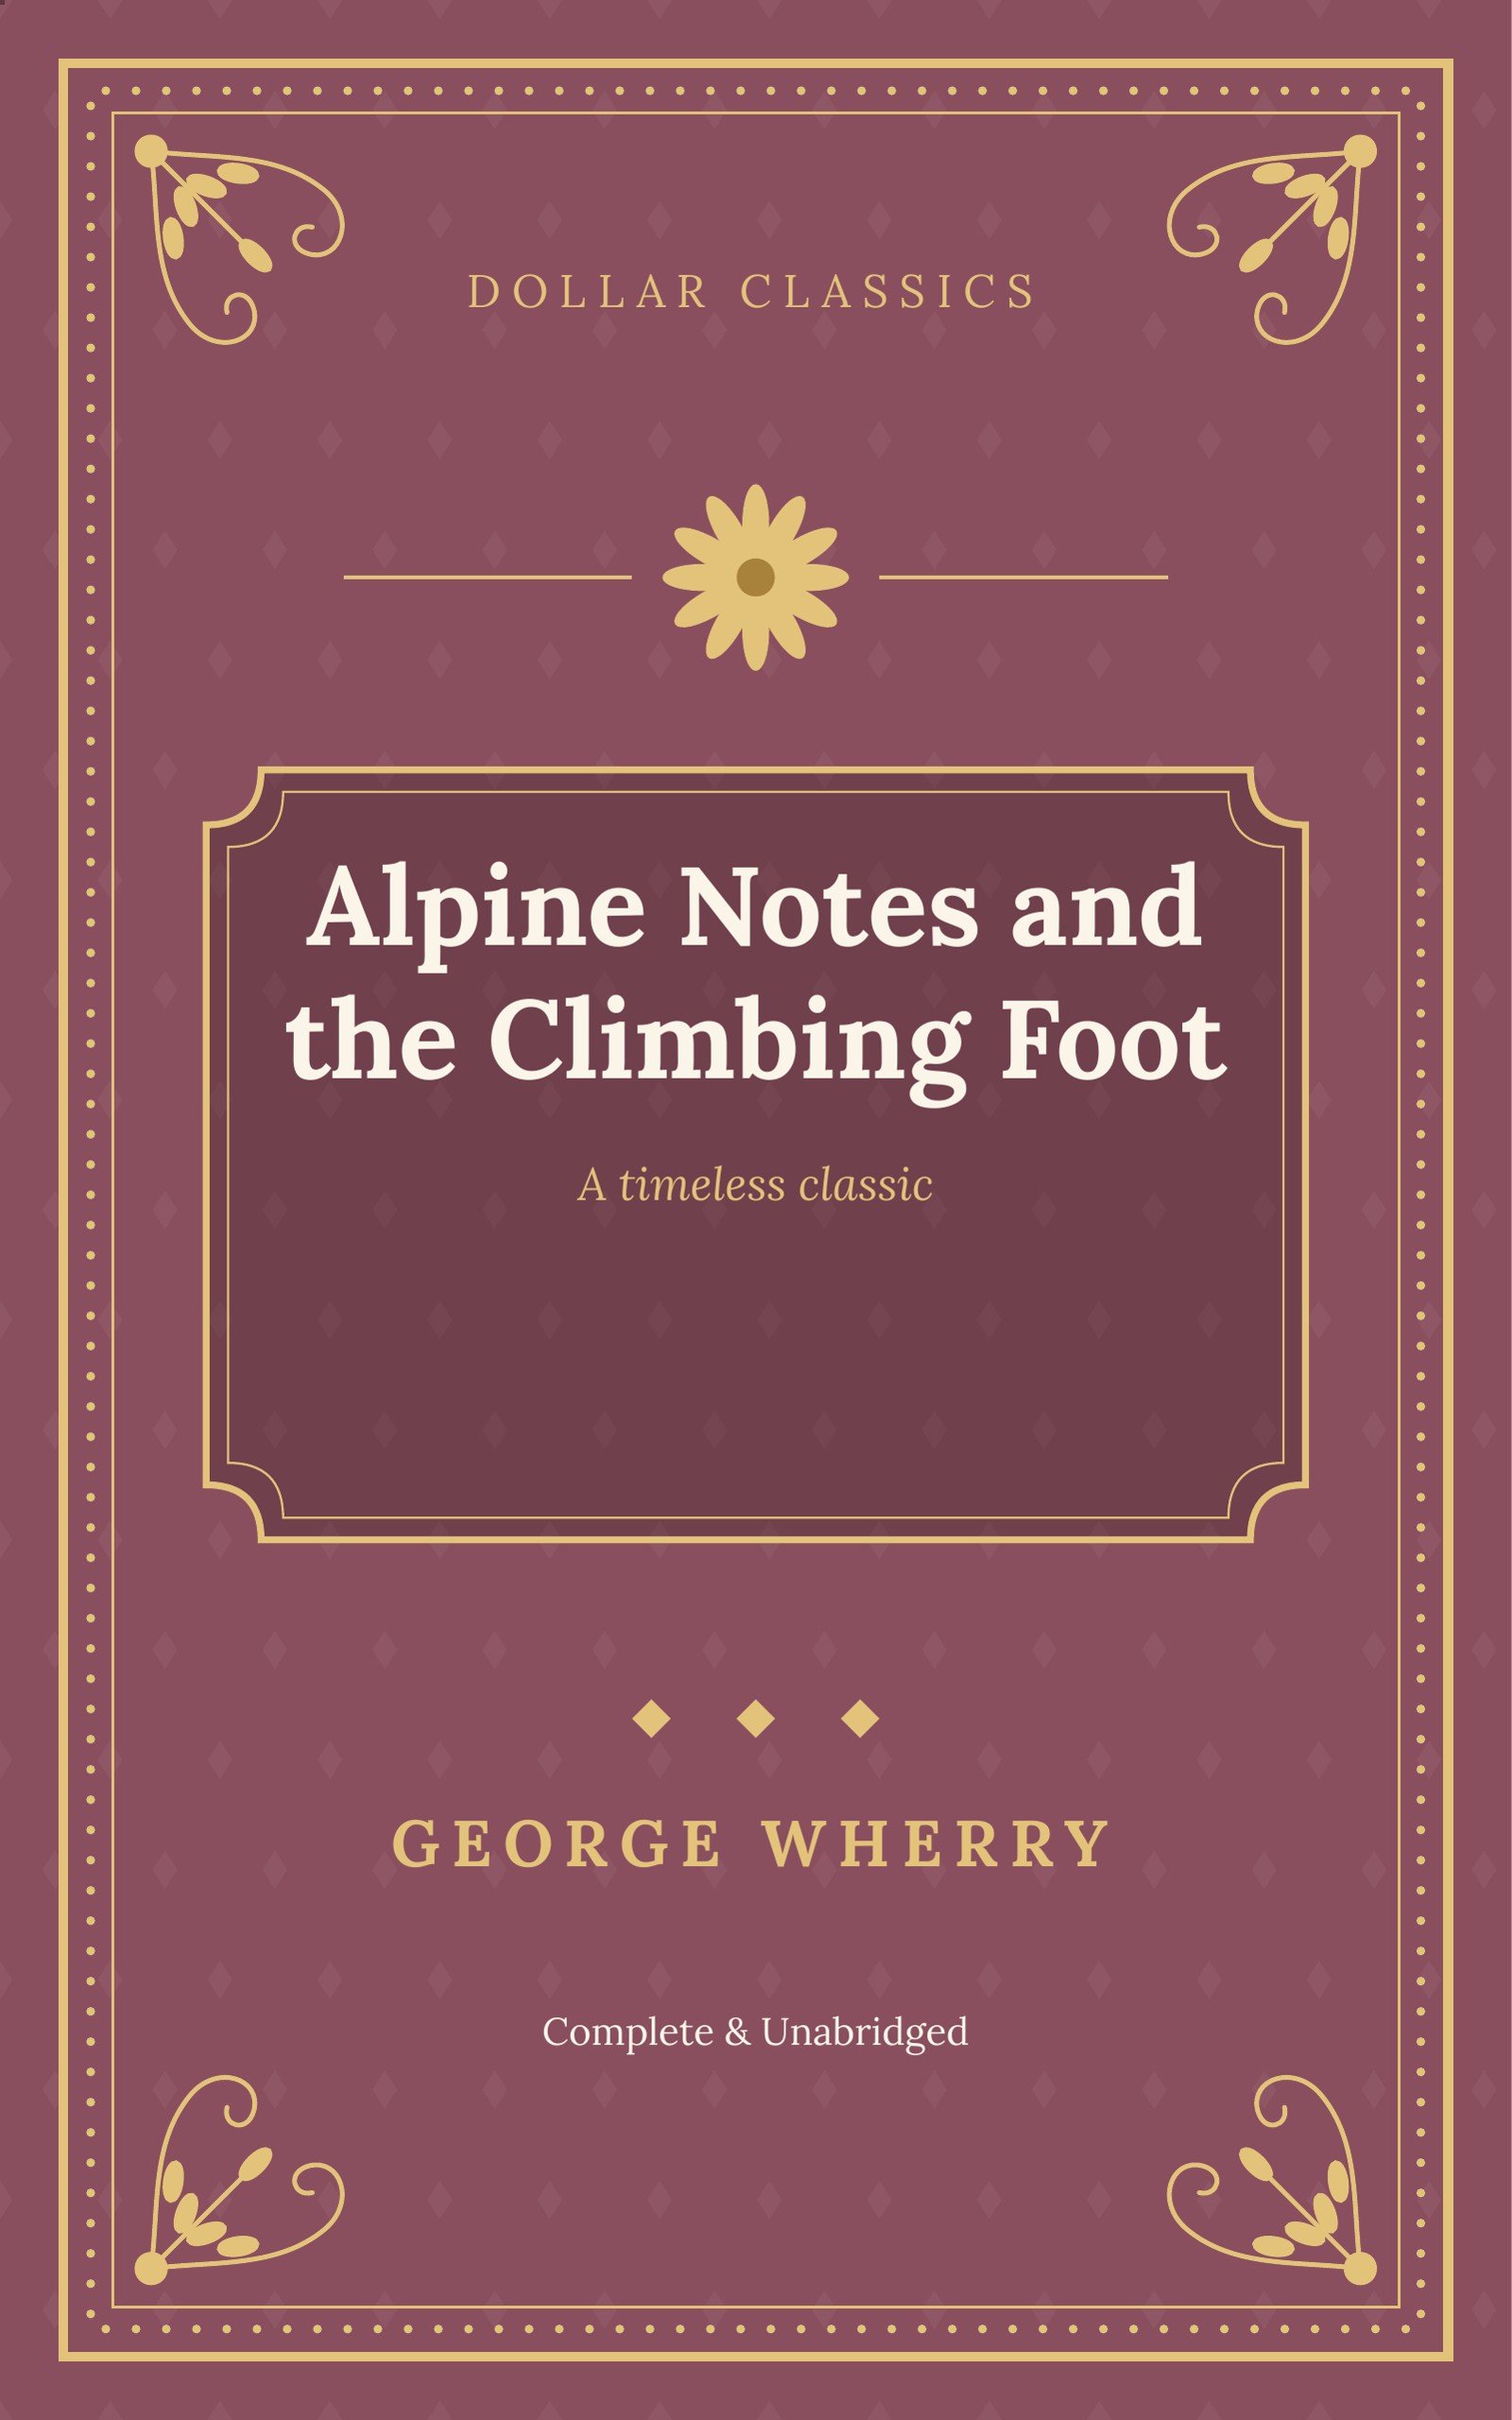 DOLLAR CLASSICS
Alpine Notes and
the Climbing Foot
A timeless classic
GEORGE WHERRY
Complete & Unabridged